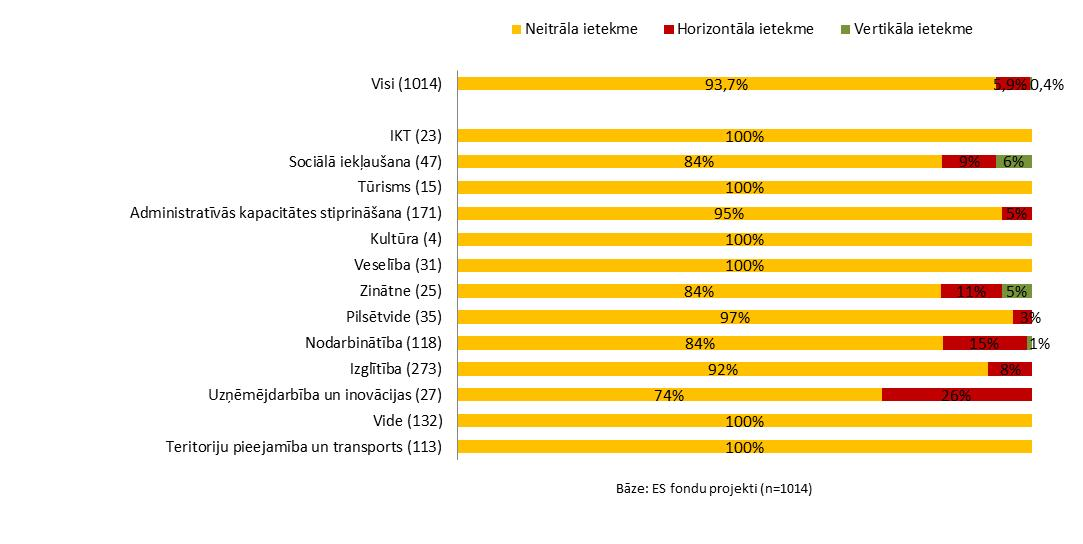 Neitrāla ietekme Horizontāla ietekme Vertikāla ietekme
Visi (1014) 93,7% 5,9% 0,4%
IKT (23) 100%
Sociālā iekļaušana (47) 84% 9% 6%
Tūrisms (15) 100%
Administratīvās kapacitātes stiprināšana (171) 95% 5%
Kultūra (4) 100%
Veselība (31) 100%
Zinātne (25) 84% 11% 5%
Pilsētvide (35) 97% 3%
Nodarbinātība (118) 84% 15% 1%
Izglītība (273) 92% 8%
Uzņēmējdarbība un inovācijas (27) 74% 26%
Vide (132) 100%
Teritoriju pieejamība un transports (113) 100%
Bāze: ES fondu projekti (n=1014)